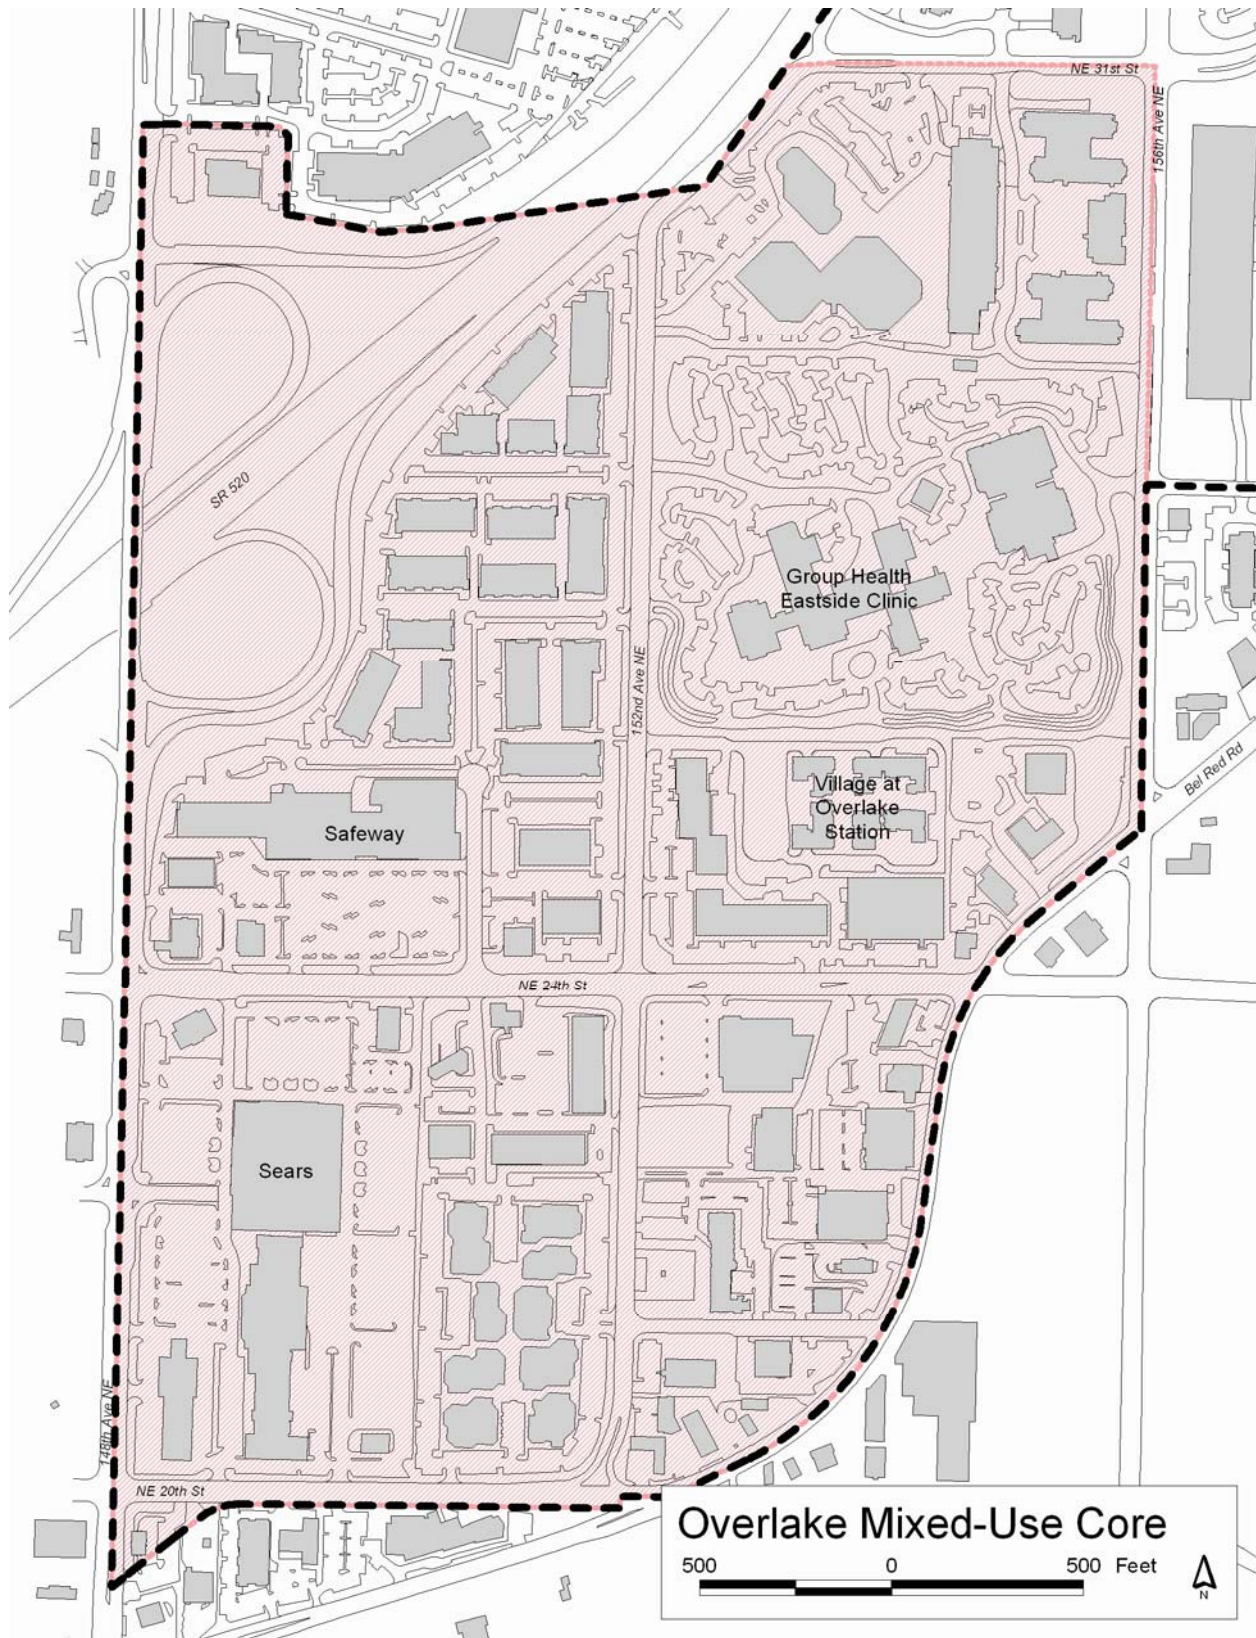 NE 31st St
156th Ave NE
SR 520
Group Health
Eastside Clinic
152nd Ave NE
Bel Red Rd
Village at
Overlake
Station
Safeway
NE 24th St
Sears
148th Ave NE
NE 20th St
Overlake Mixed-Use Core
500 0 500 Feet
N